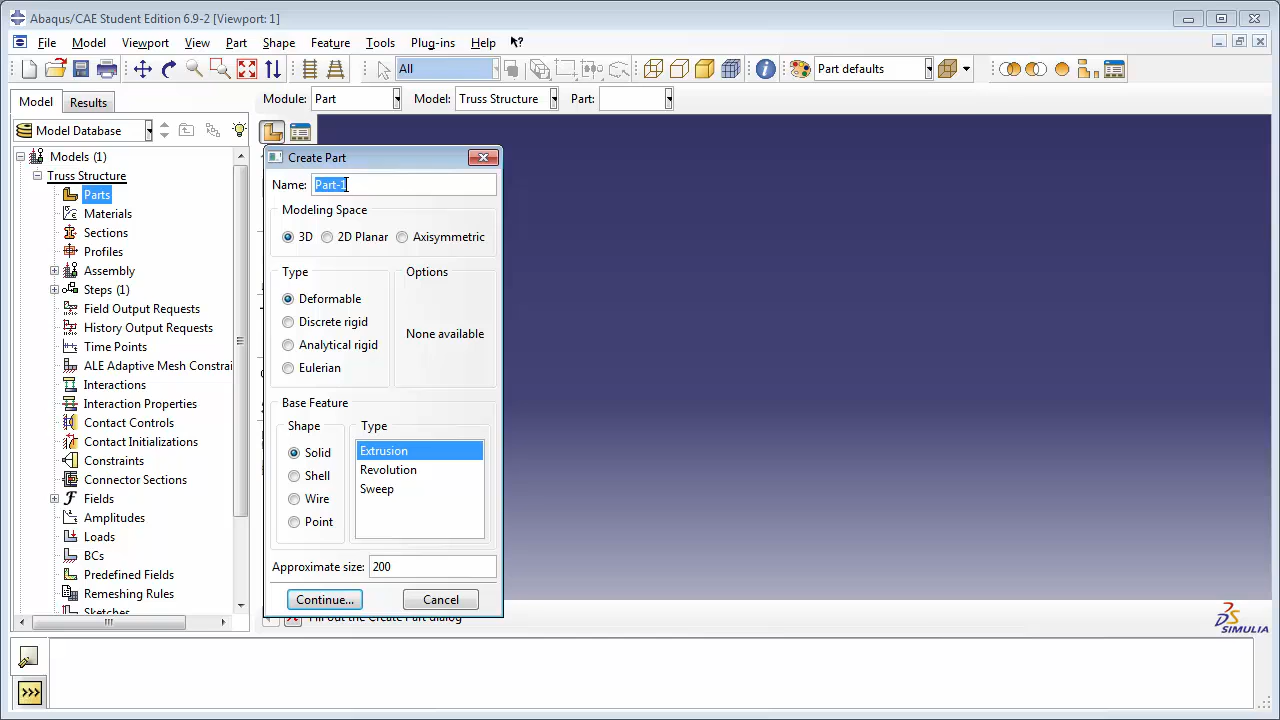 Abaqus/CAE Student Edition 6.9-2 [Viewport: 1]
File Model Viewport View Part Shape Feature Tools Plug-ins Help
All
Part defaults
Model Results
Module: Part Model: Truss Structure Part:
Model Database
Models (1)
Truss Structure
Parts
Materials
Sections
Profiles
Assembly
Steps (1)
Field Output Requests
History Output Requests
Time Points
ALE Adaptive Mesh Constrai
Interactions
Interaction Properties
Contact Controls
Contact Initializations
Constraints
Connector Sections
Fields
Amplitudes
Loads
BCs
Predefined Fields
Remeshing Rules
Sketches
Create Part
Name: Part-1
Modeling Space
3D 2D Planar Axisymmetric
Type Options
Deformable
Discrete rigid
Analytical rigid
Eulerian
None available
Base Feature
Shape Type
Solid
Shell
Wire
Point
Extrusion
Revolution
Sweep
Approximate size: 200
Continue... Cancel
Fill out the Create Part dialog
SIMULIA
>>>